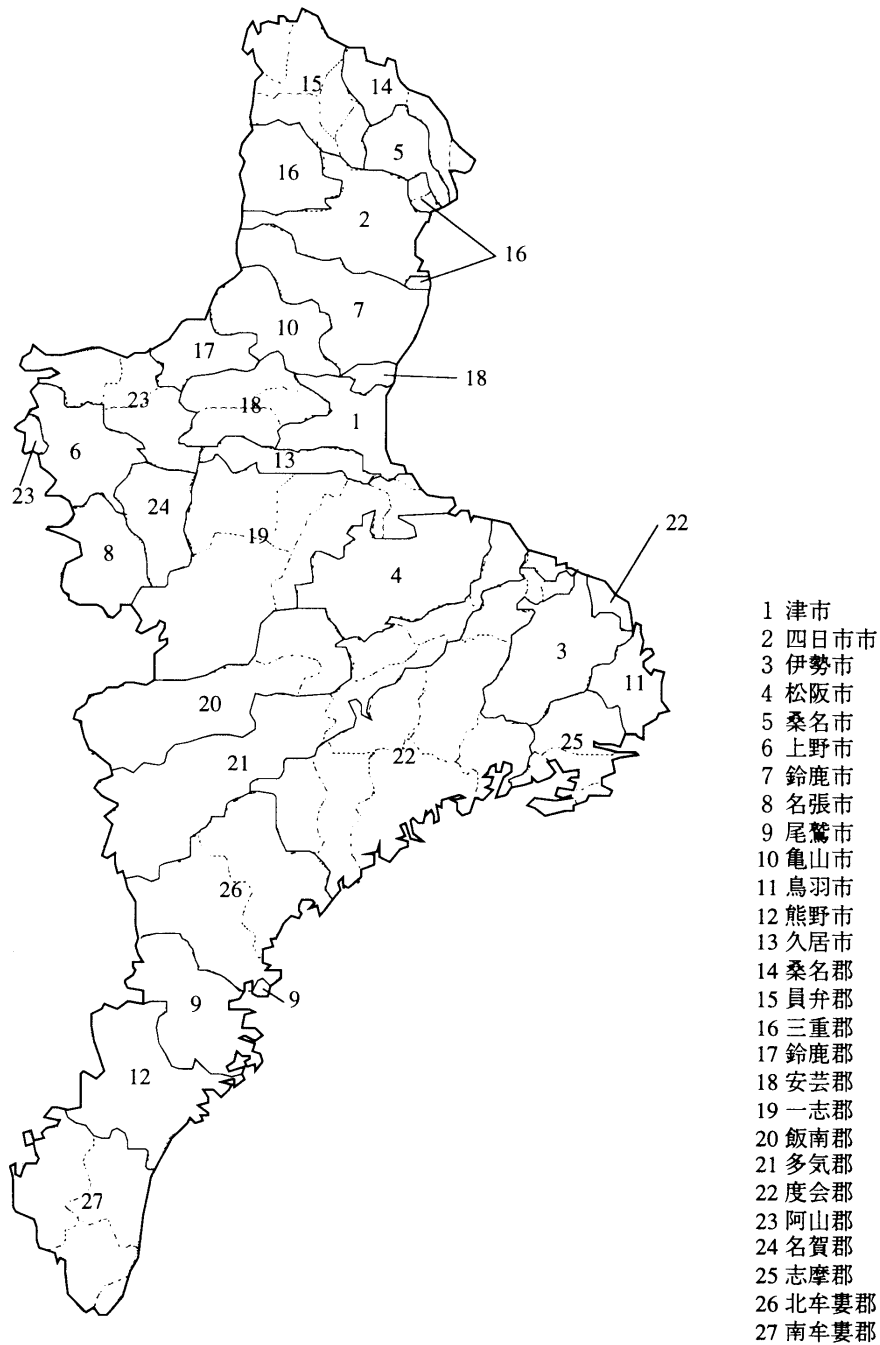 15
14
5
16
2
16
7
10
17
18
23
18
1
6
13
23
24
22
19
8
4
3
11
20
25
21
22
26
9
9
12
27
1 津市
2 四日市市
3 伊勢市
4 松阪市
5 桑名市
6 上野市
7 鈴鹿市
8 名張市
9 尾鷲市
10 亀山市
11 鳥羽市
12 熊野市
13 久居市
14 桑名郡
15 員弁郡
16 三重郡
17 鈴鹿郡
18 安芸郡
19 一志郡
20 飯南郡
21 多気郡
22 度会郡
23 阿山郡
24 名賀郡
25 志摩郡
26 北牟婁郡
27 南牟婁郡